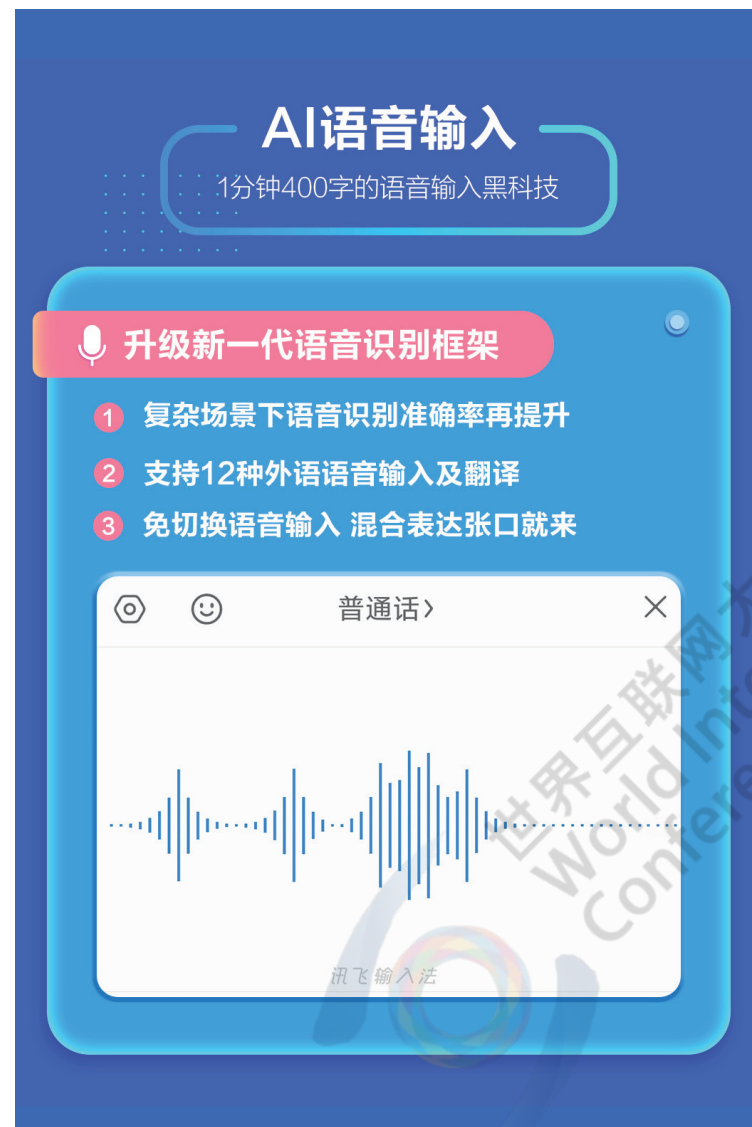 AI语音输入
1分钟400字的语音输入黑科技
升级新一代语音识别框架
1 复杂场景下语音识别准确率再提升
2 支持12种外语语音输入及翻译
3 免切换语音输入 混合表达张口就来
普通话
讯飞输入法
世界互联网
World